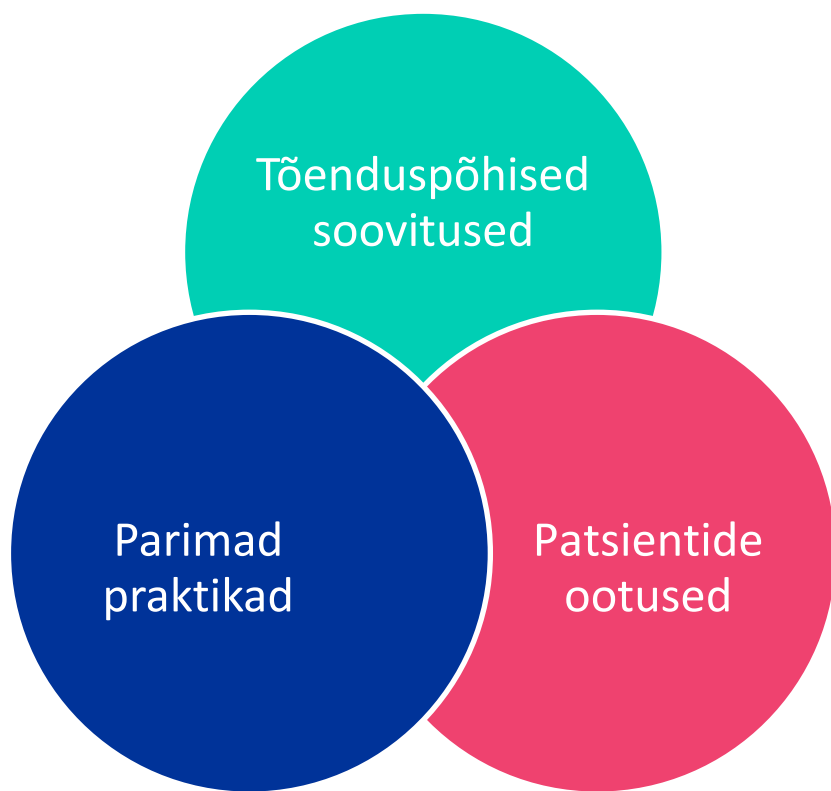 Tõenduspõhised
soovitused
Parimad
praktikad
Patsientide
ootused